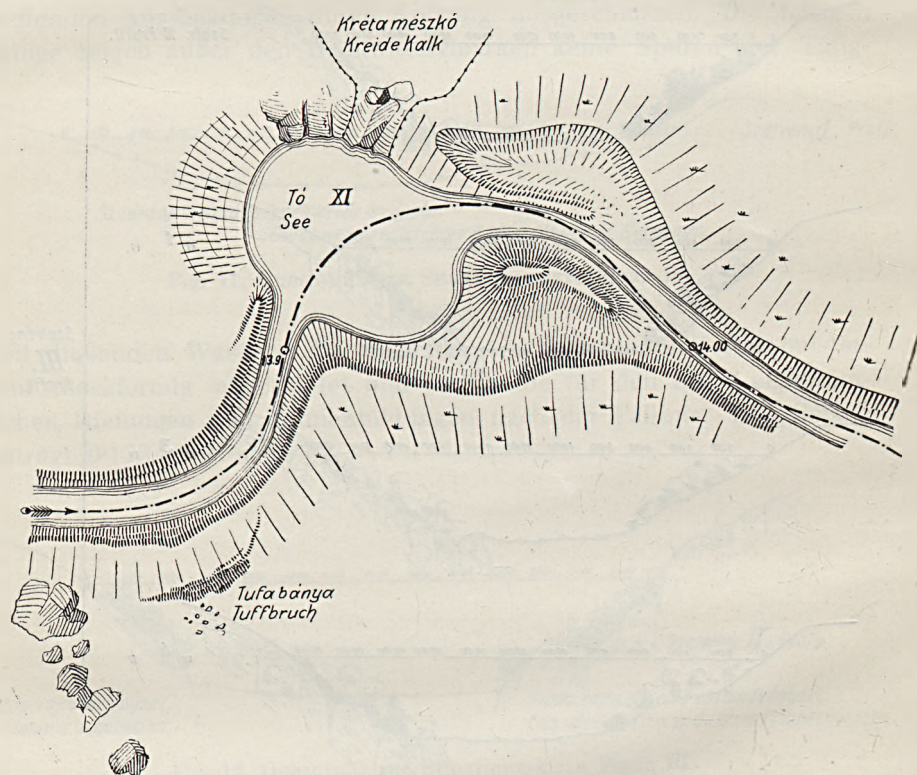 Kréta mészkő
Kreide Kalk
Tó XI
See
13.9
14.00
Tufa bánya
Tuffbruch